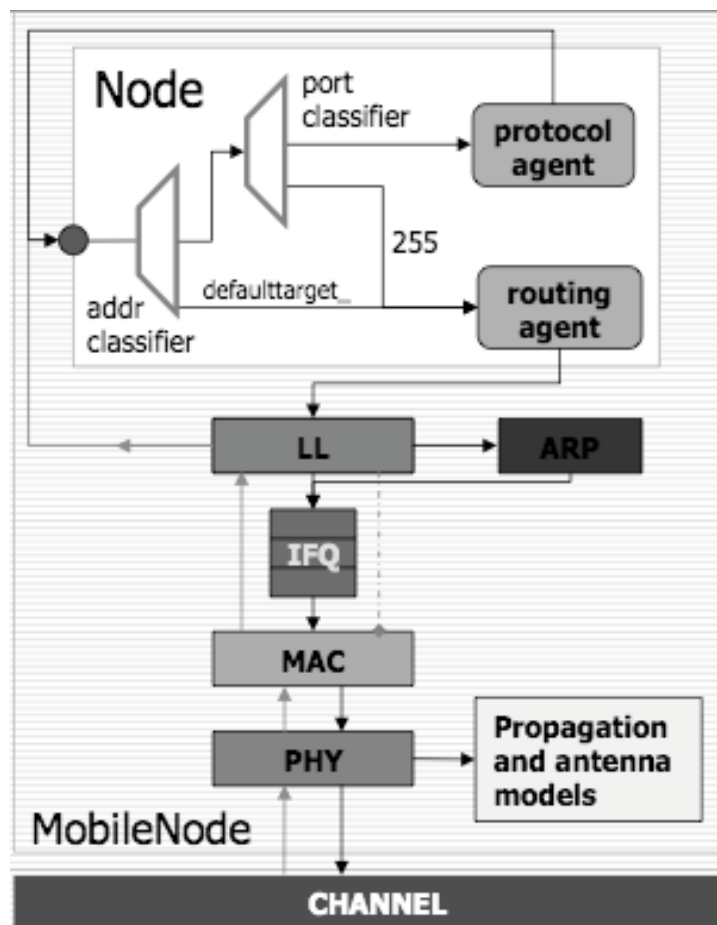 Node
port
classifier
protocol
agent
255
defaulttarget_
addr
classifier
routing
agent
LL
ARP
IFQ
MAC
PHY
Propagation
and antenna
models
MobileNode
CHANNEL